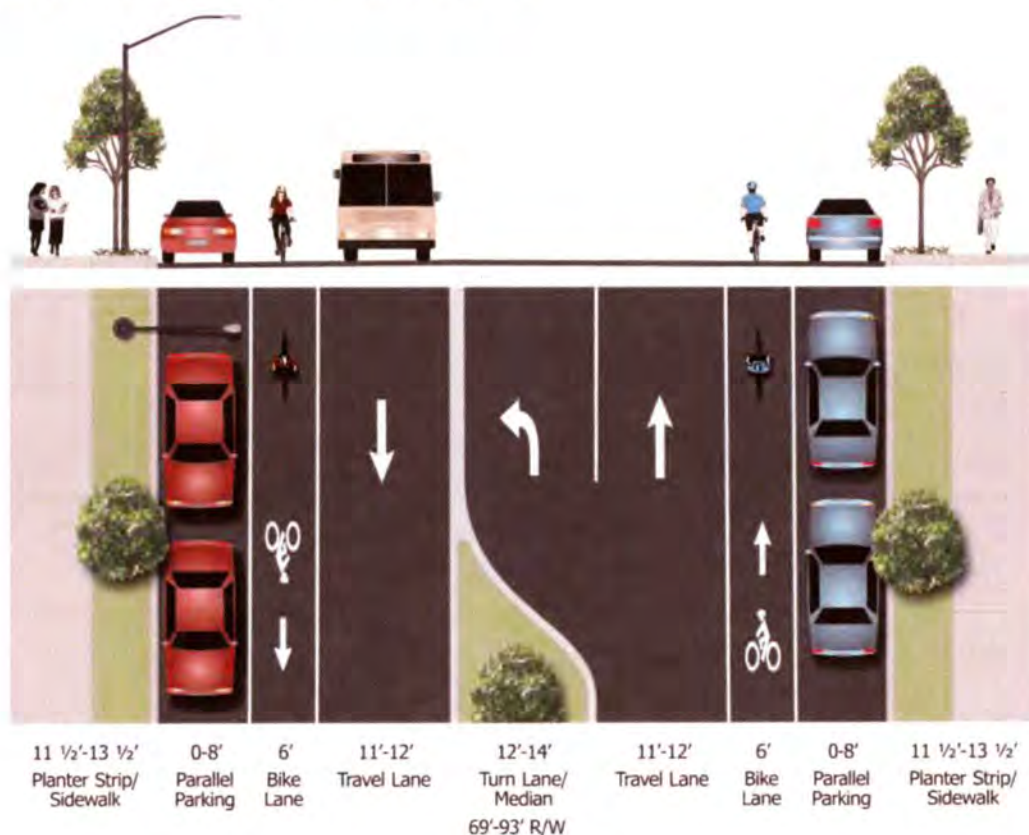 11 ½'-13 ½' 0-8' 6' 11'-12' 12'-14' 11'-12' 6' 0-8' 11 ½'-13 ½'
Planter Strip/ Parallel Bike Travel Lane Turn Lane/ Travel Lane Bike Parallel Planter Strip/
Sidewalk Parking Lane Median Lane Parking Sidewalk
69'-93' R/W